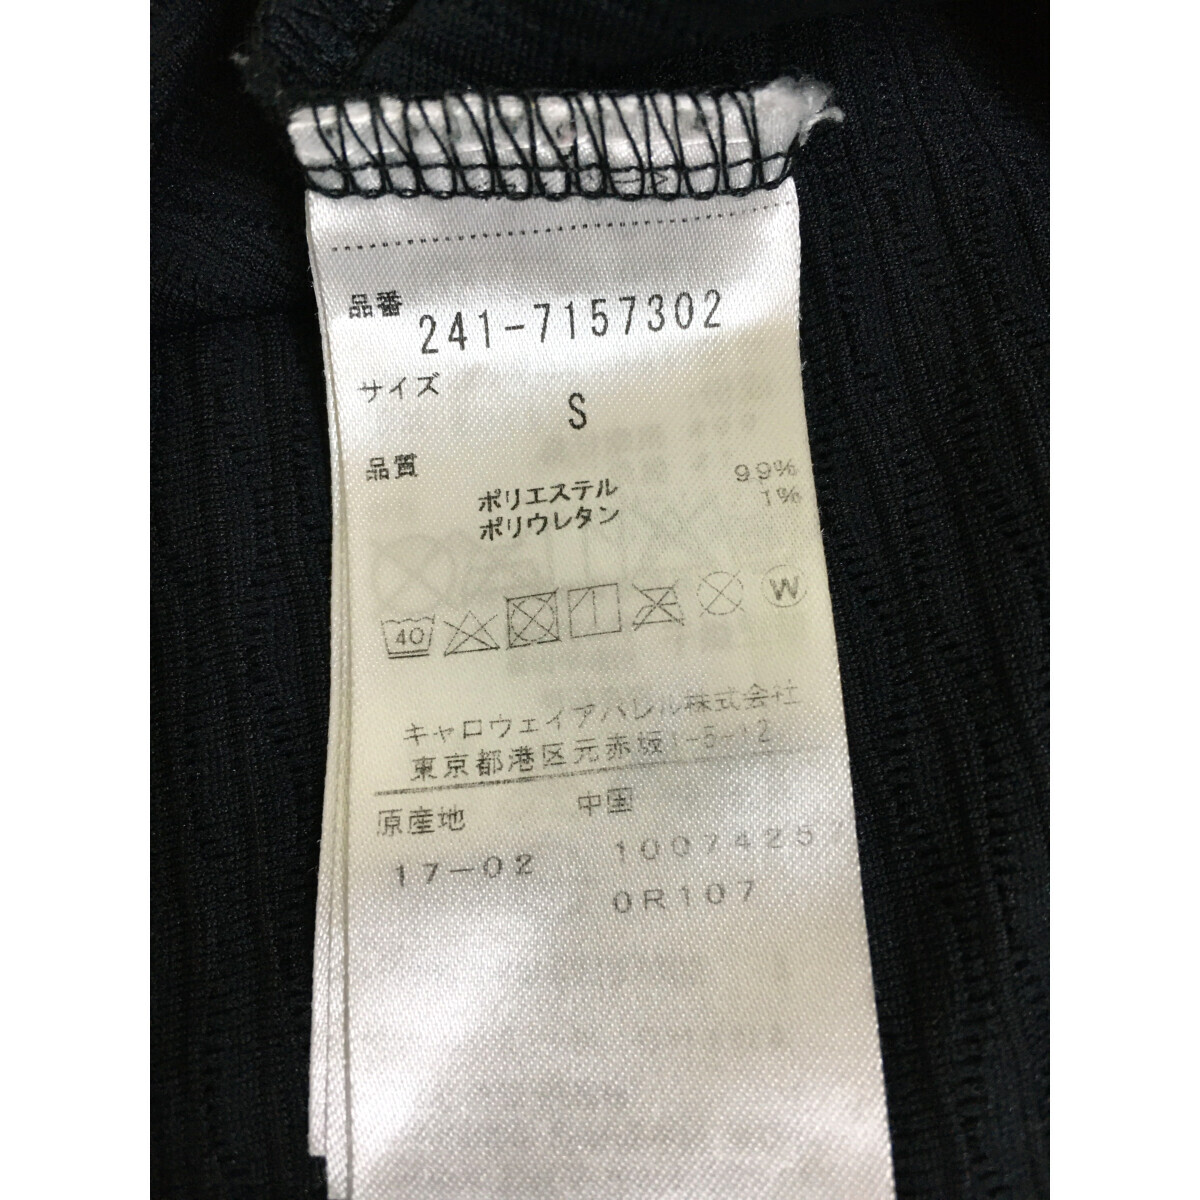 品番
241-7157302
サイズ
S
品質
ポリエステル 99%
ポリウレタン 1%
40 W
キャロウェイアパレル株式会社
東京都港区元赤坂1-5-12
原産地 中国
17-02 1007425
0R107